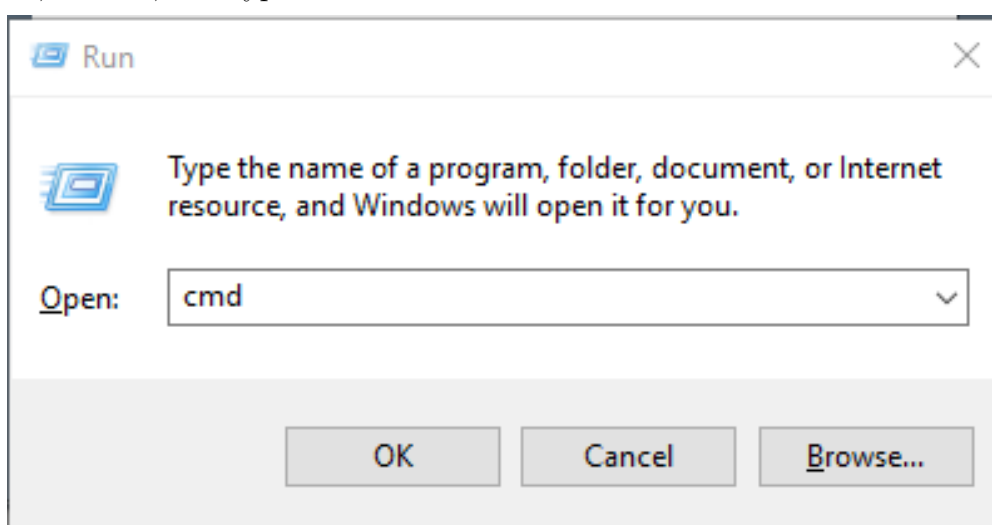 Run
Type the name of a program, folder, document, or Internet
resource, and Windows will open it for you.
Open: cmd
OK Cancel Browse...